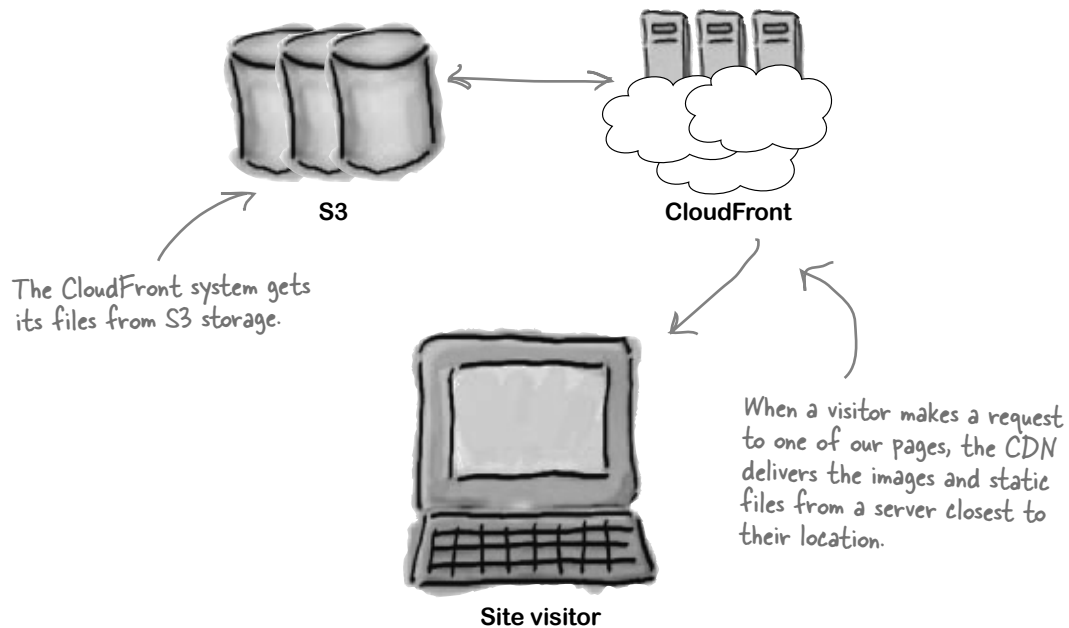 S3
CloudFront
The CloudFront system gets
its files from S3 storage.
When a visitor makes a request
to one of our pages, the CDN
delivers the images and static
files from a server closest to
their location.
Site visitor